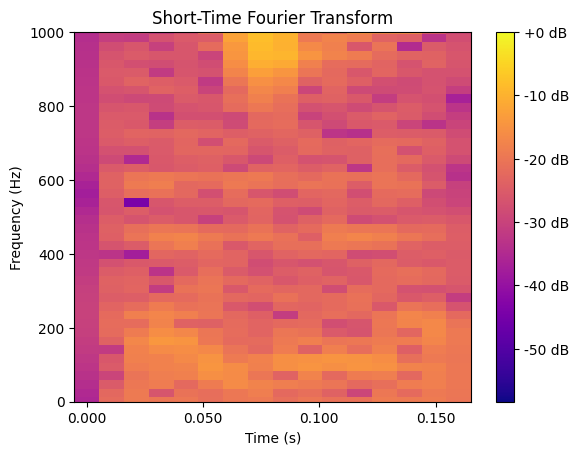 Short-Time Fourier Transform
1000
800
600
400
200
0
Frequency (Hz)
0.000
0.050
0.100
0.150
Time (s)
+0 dB
-10 dB
-20 dB
-30 dB
-40 dB
-50 dB